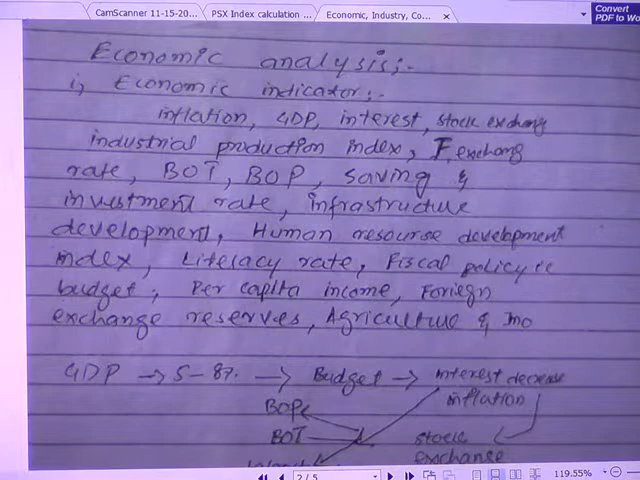 CamScanner 11-15-20... PSX Index calculation ... Economic, Industry, Co... × Convert
PDF to Wo
Economic analysis:-
i, Economic indicator:-
inflation, GDP, interest, stock exchang
industrial production index, F exchang
rate, BOT, BOP, saving &
investment rate, infrastructure
development, Human resourse development
index, Literacy rate, Fiscal policy ie
budget, Per capita income, Foriegn
exchange reserves, Agriculture & mo
GDP → 5-8%. → Budget → interest decrease
inflation
BOP
BOT stock
exchange
2 / 5 119.55%